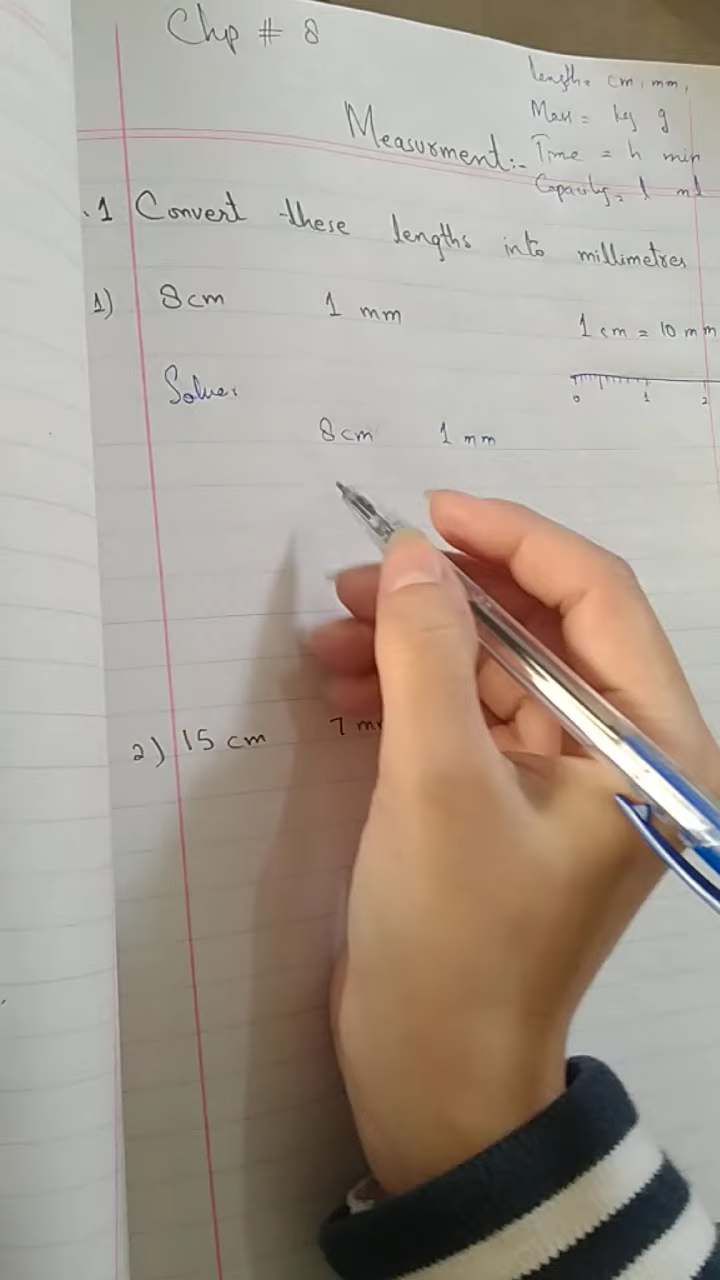 Chp # 8
length = cm, mm,
Mass = kg g
Measurment:-
Time = h min
Capacity = l ml
.1 Convert these lengths into millimetres
1) 8cm 1 mm
1 cm = 10 mm
Solve:
0 1 2
8cm 1 mm
2) 15 cm 7 m